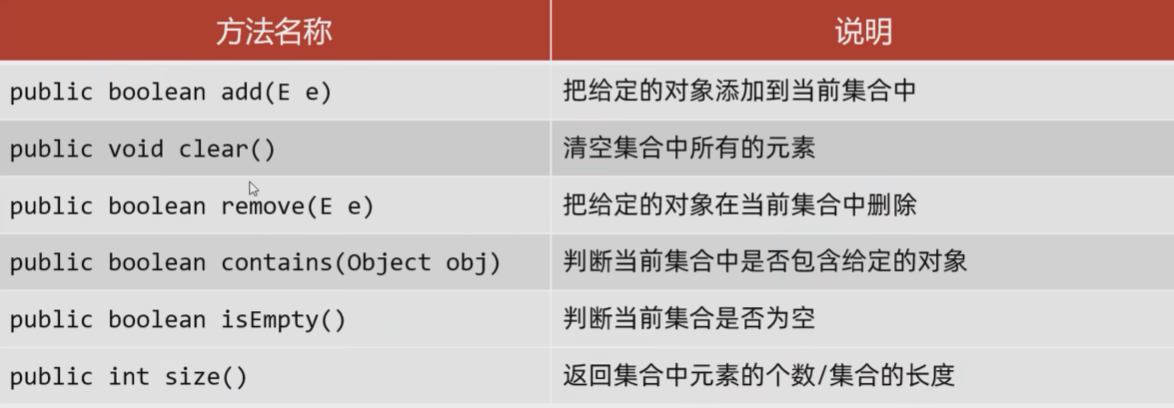 方法名称 说明
public boolean add(E e) 把给定的对象添加到当前集合中
public void clear() 清空集合中所有的元素
public boolean remove(E e) 把给定的对象在当前集合中删除
public boolean contains(Object obj) 判断当前集合中是否包含给定的对象
public boolean isEmpty() 判断当前集合是否为空
public int size() 返回集合中元素的个数/集合的长度